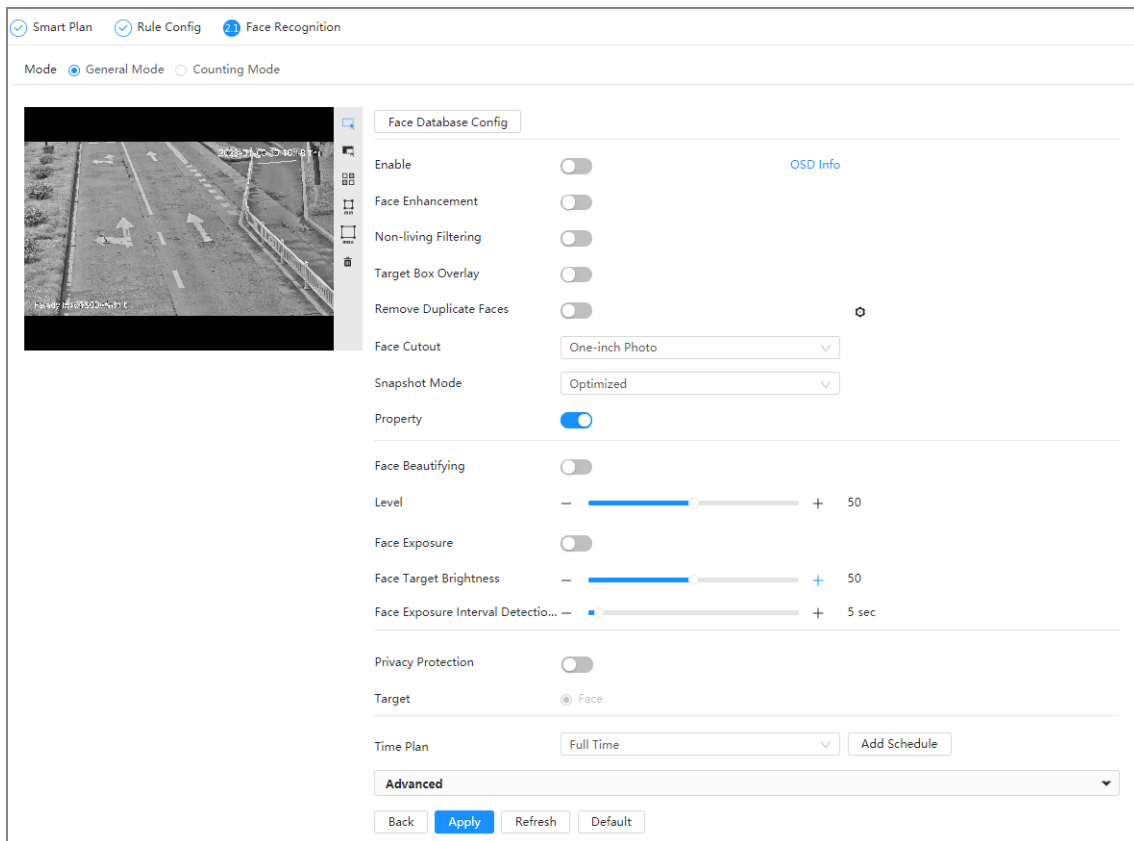 Smart Plan Rule Config 2.1 Face Recognition
Mode General Mode Counting Mode
Face Database Config
Enable OSD Info
Face Enhancement
Non-living Filtering
Target Box Overlay
Remove Duplicate Faces
Face Cutout One-inch Photo
Snapshot Mode Optimized
Property
Face Beautifying
Level 50
Face Exposure
Face Target Brightness 50
Face Exposure Interval Detectio... 5 sec
Privacy Protection
Target Face
Time Plan Full Time Add Schedule
Advanced
Back Apply Refresh Default